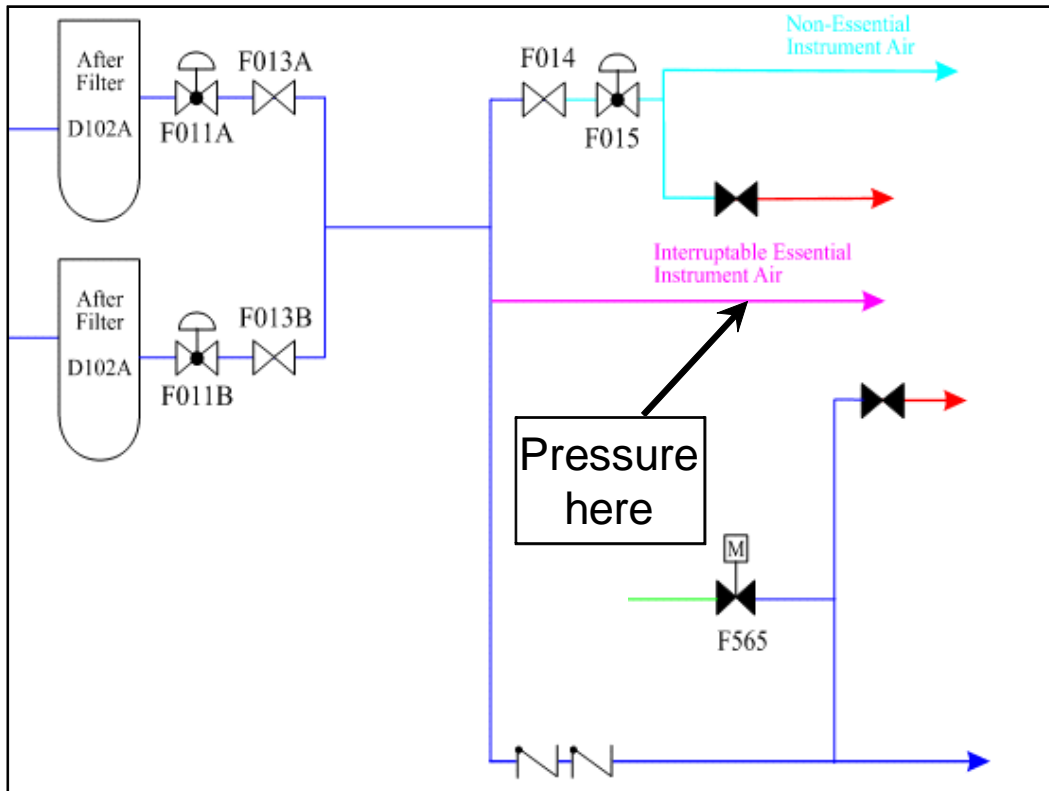 After
Filter
D102A
F011A
F013A
After
Filter
D102A
F011B
F013B
F014
F015
Non-Essential
Instrument Air
Interruptable Essential
Instrument Air
Pressure
here
M
F565